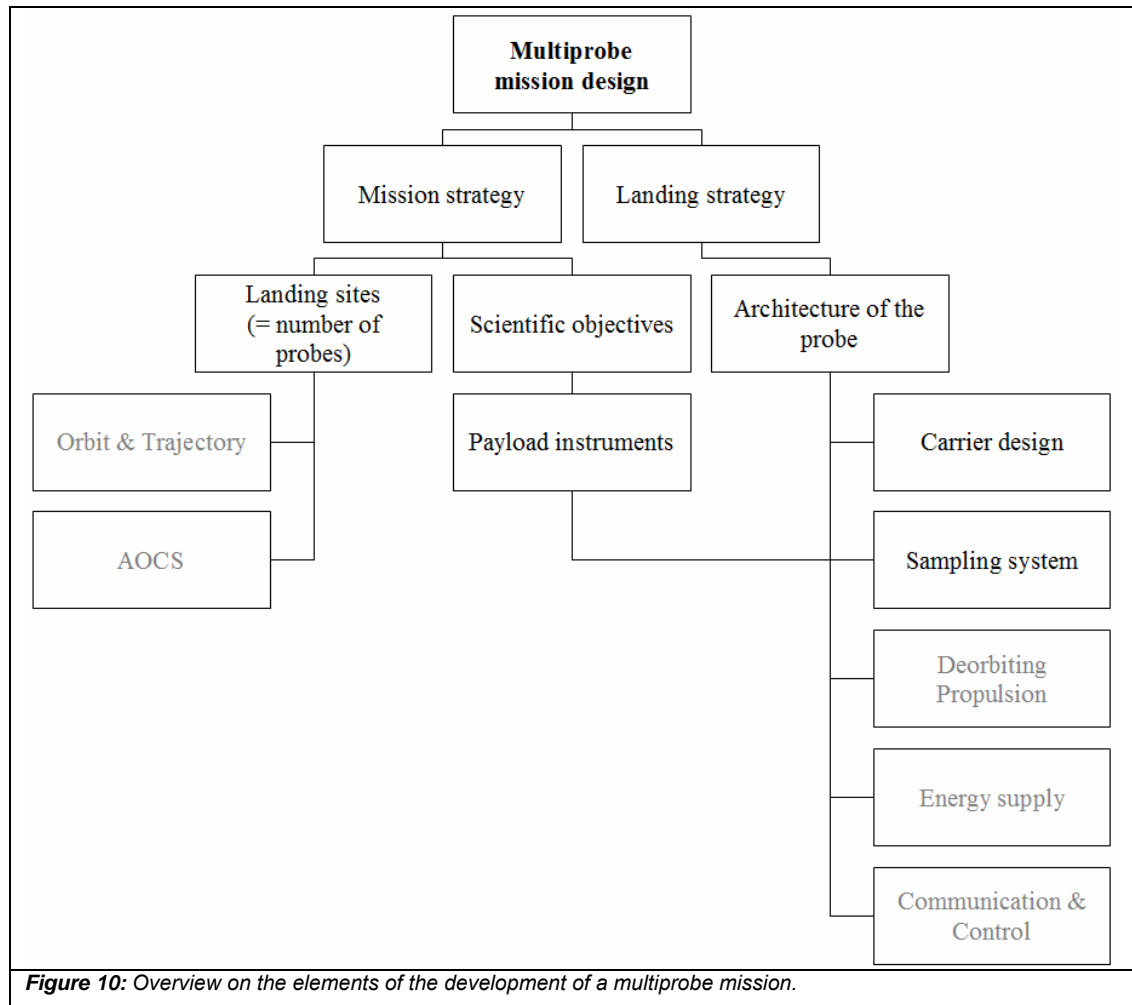 Multiprobe
mission design
Mission strategy
Landing strategy
Landing sites
(= number of
probes)
Scientific objectives
Architecture of the
probe
Orbit & Trajectory
Payload instruments
Carrier design
AOCS
Sampling system
Deorbiting
Propulsion
Energy supply
Communication &
Control
Figure 10: Overview on the elements of the development of a multiprobe mission.